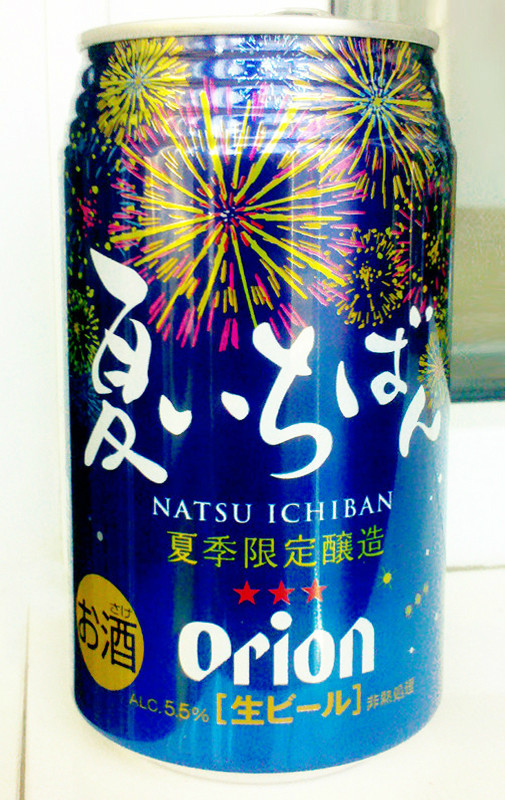 夏いちばん
NATSU ICHIBAN
夏季限定醸造
さけ
お酒
orion
ALC.5.5% [生ビール] 非熱処理